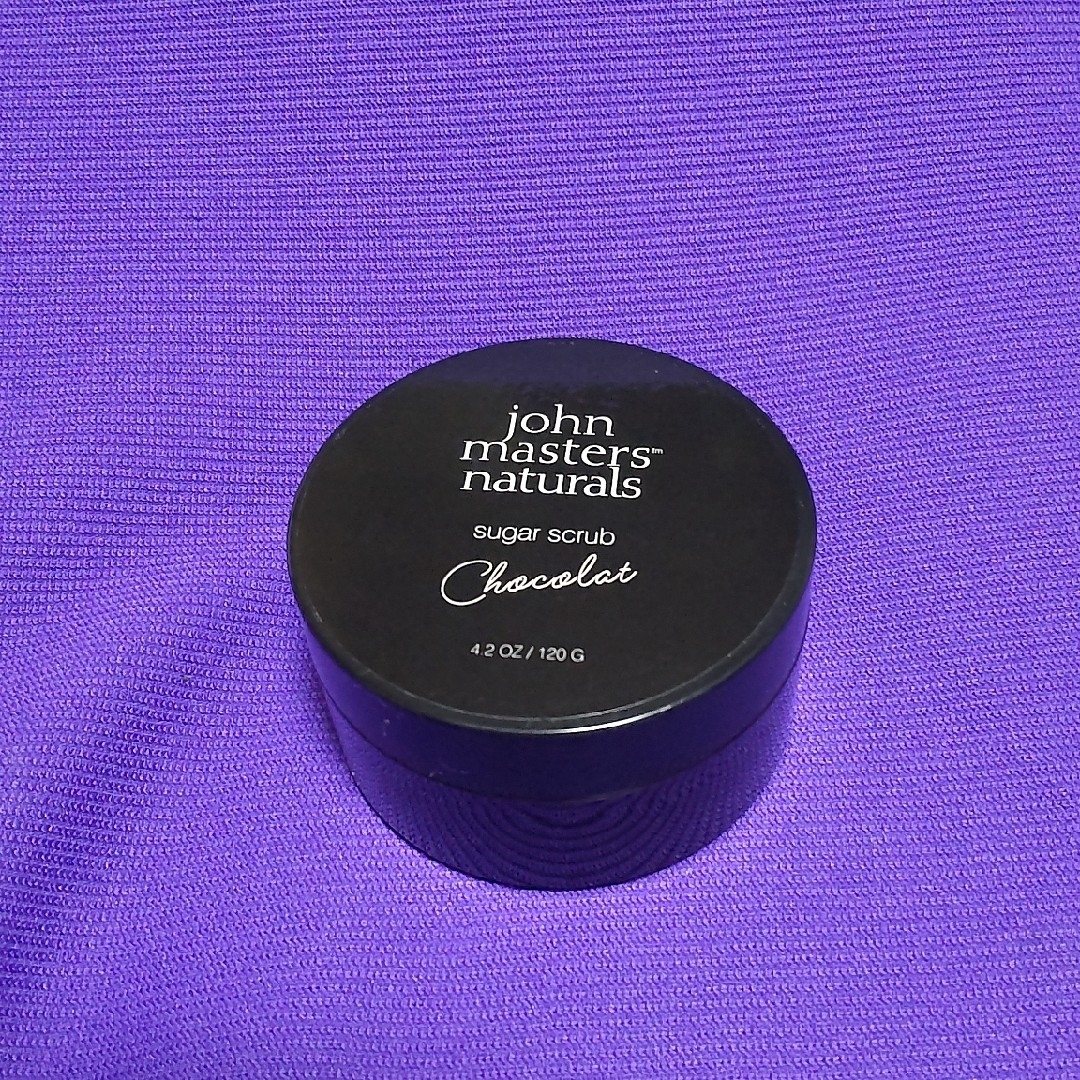 john
masters™
naturals
sugar scrub
Chocolat
4.2 OZ / 120 G